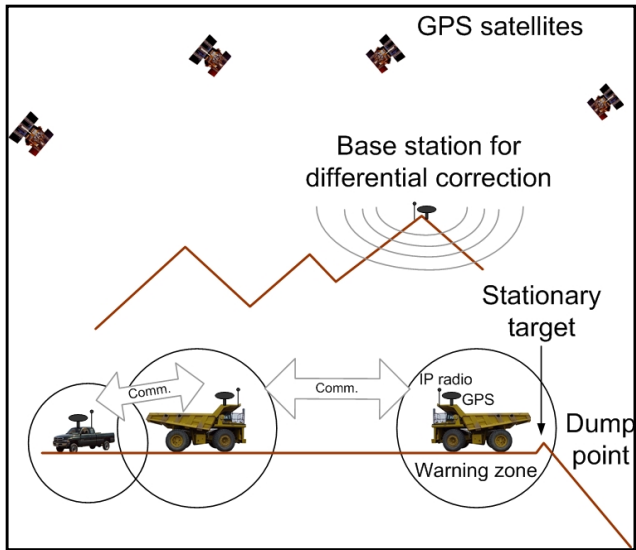 GPS satellites
Base station for
differential correction
Stationary
target
Comm.
Comm.
IP radio
GPS
Dump
point
Warning zone